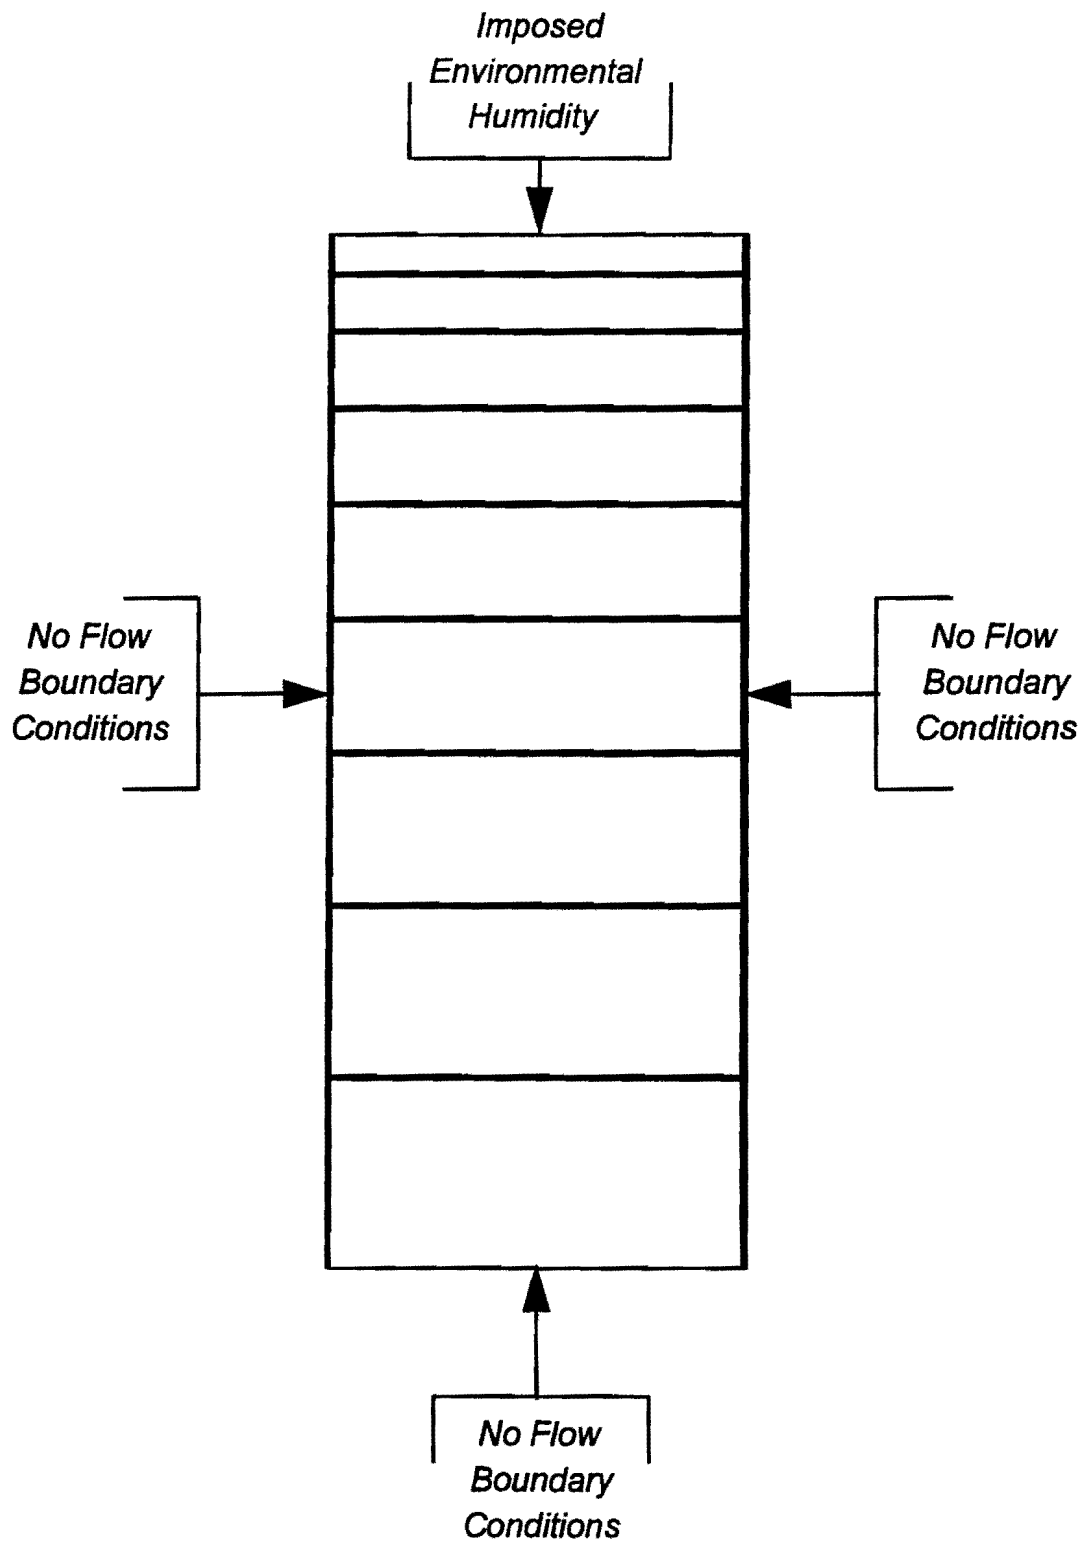 Imposed
Environmental
Humidity
No Flow
Boundary
Conditions
No Flow
Boundary
Conditions
No Flow
Boundary
Conditions